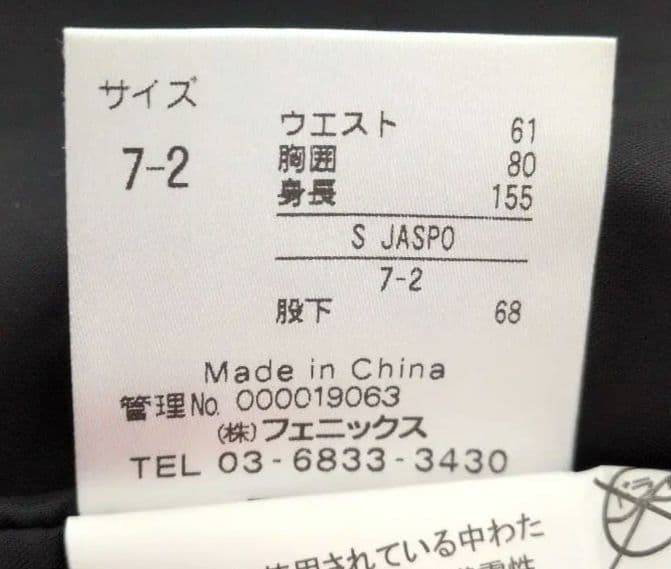 サイズ
7-2
ウエスト 61
胸囲 80
身長 155
S JASPO
7-2
股下 68
Made in China
管理No. 000019063
(株)フェニックス
TEL 03-6833-3430
ドラ
使用されている中わた